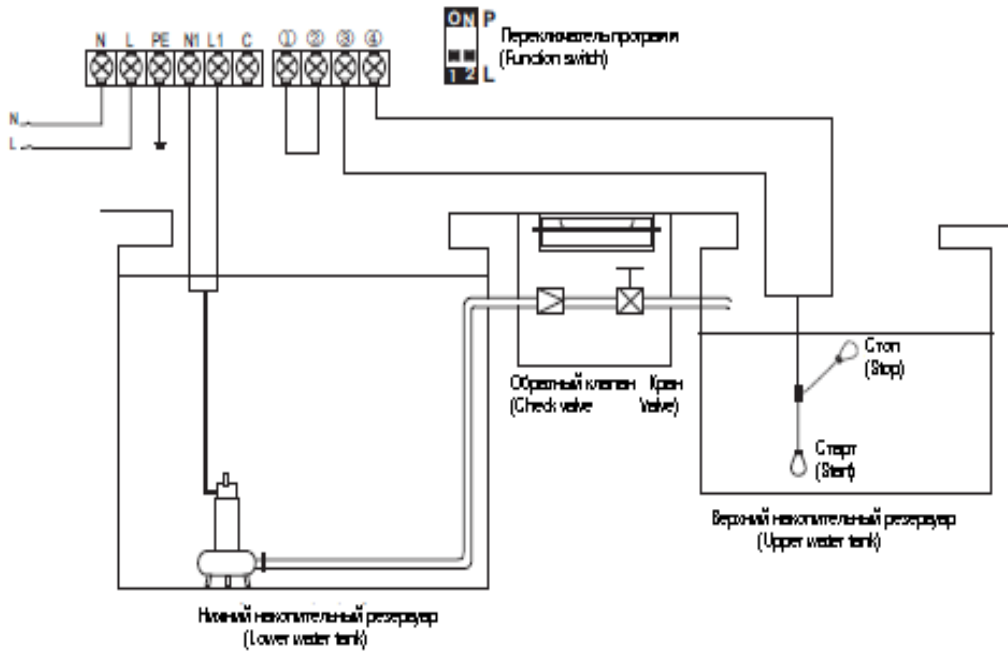 N L PE N1 L1 C ① ② ③ ④
ON P
1 2 L
Переключатель программ
(Function switch)
N
L
Стоп
(Stop)
Обратный клапан Кран
(Check valve Valve)
Старт
(Start)
Верхний накопительный резервуар
(Upper water tank)
Нижний накопительный резервуар
(Lower water tank)